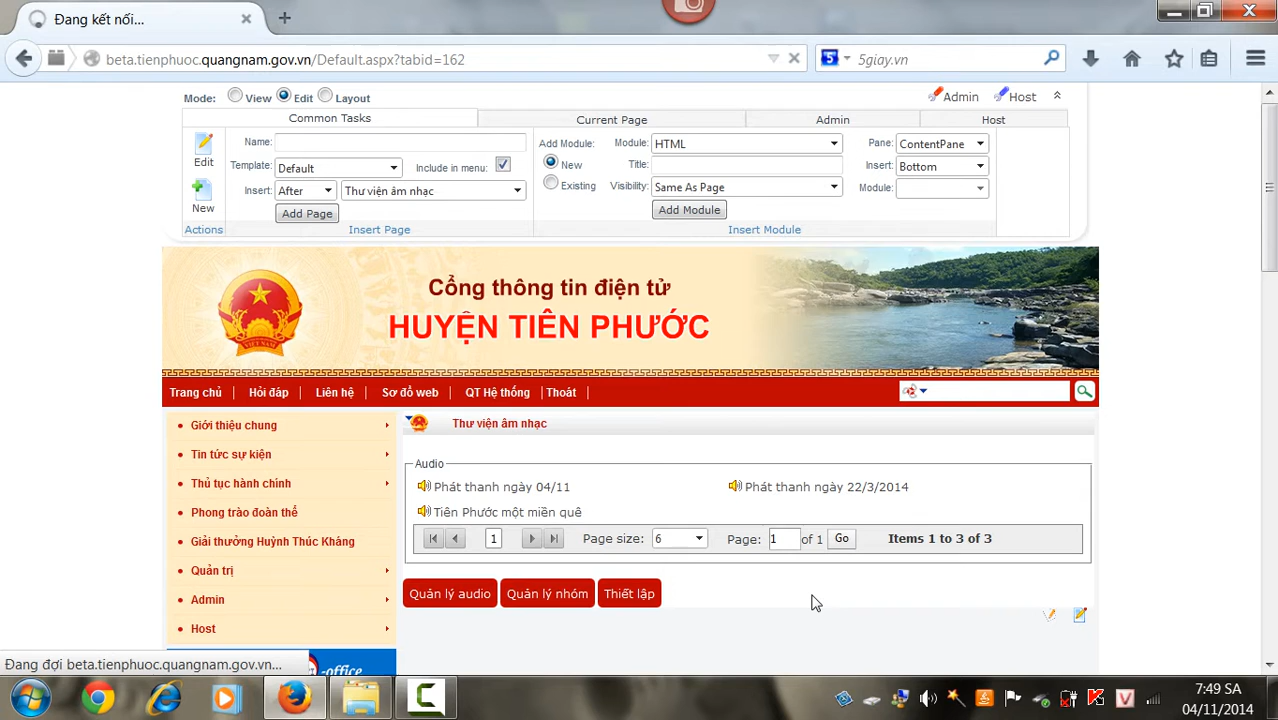 Đang kết nối...
beta.tienphuoc.quangnam.gov.vn/Default.aspx?tabid=162
5giay.vn
Mode: View Edit Layout
Admin Host
Common Tasks Current Page Admin Host
Name: Add Module: Module: HTML Pane: ContentPane
Edit New Title: Insert: Bottom
Template: Default Include in menu:
Insert: After Thư viện âm nhạc Existing Visibility: Same As Page Module:
New Add Page Add Module
Actions Insert Page Insert Module
Cổng thông tin điện tử
HUYỆN TIÊN PHƯỚC
Trang chủ Hỏi đáp Liên hệ Sơ đồ web QT Hệ thống Thoát
Giới thiệu chung
Tin tức sự kiện
Thủ tục hành chính
Phong trào đoàn thể
Giải thưởng Huỳnh Thúc Kháng
Quản trị
Admin
Host
-office
Thư viện âm nhạc
Audio
Phát thanh ngày 04/11 Phát thanh ngày 22/3/2014
Tiên Phước một miền quê
1 Page size: 6 Page: 1 of 1 Go Items 1 to 3 of 3
Quản lý audio Quản lý nhóm Thiết lập
Đang đợi beta.tienphuoc.quangnam.gov.vn...
7:49 SA
04/11/2014